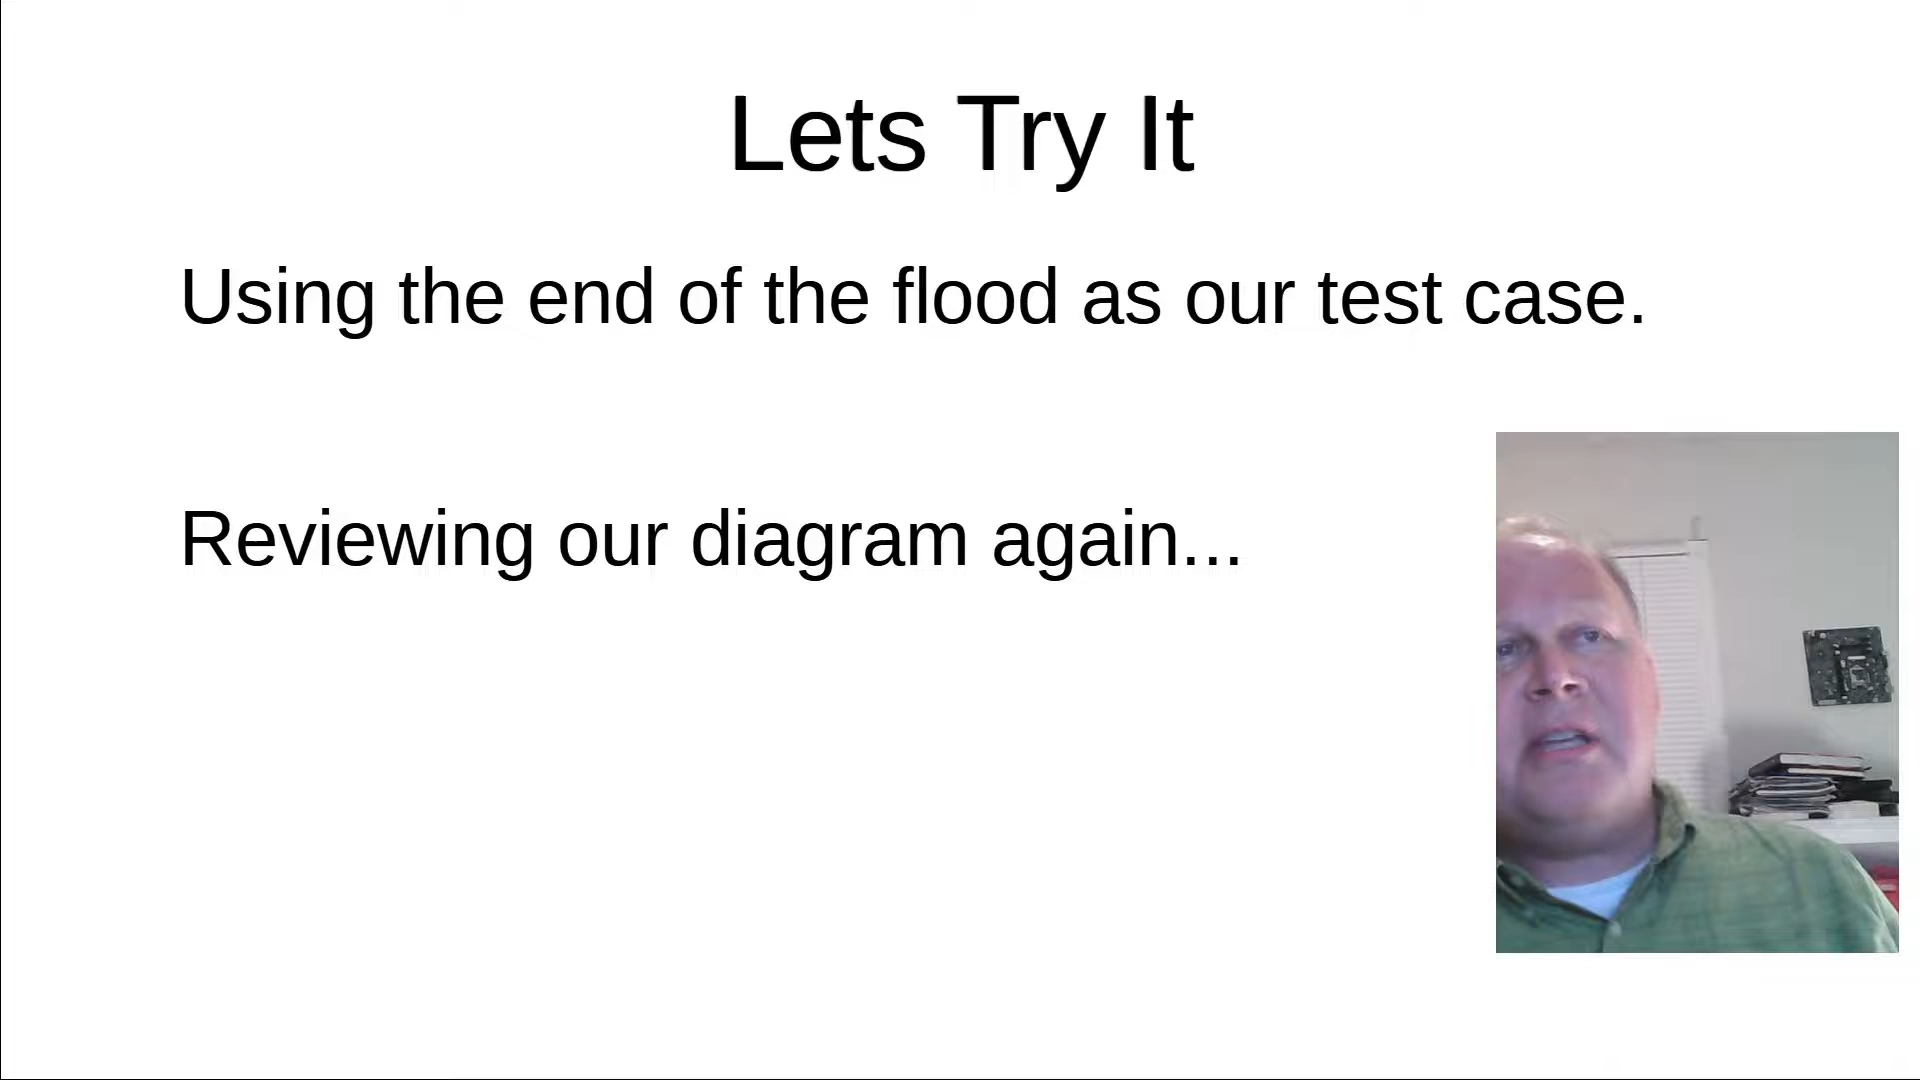 Lets Try It
Using the end of the flood as our test case.
Reviewing our diagram again...